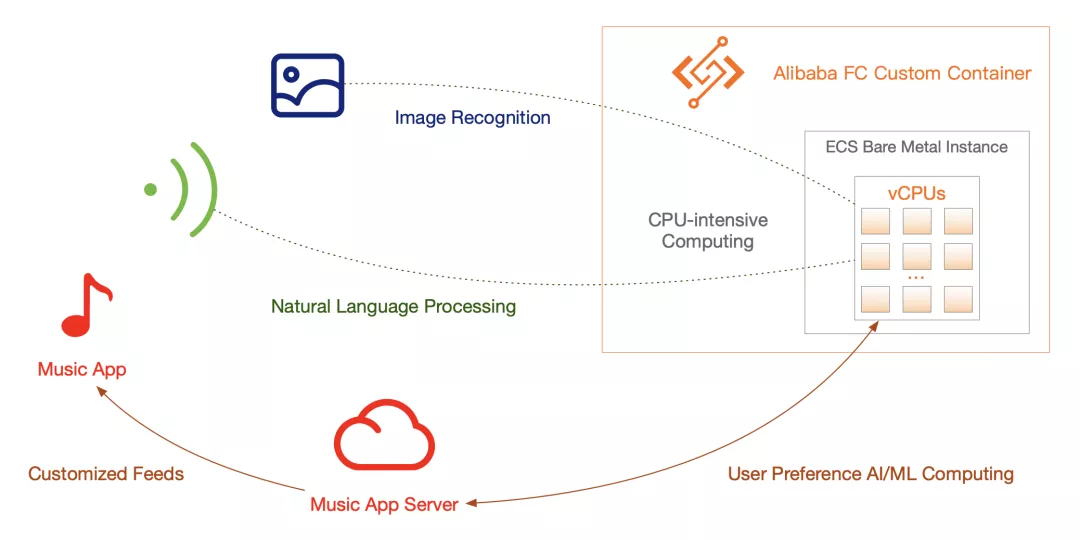 Alibaba FC Custom Container
Image Recognition
ECS Bare Metal Instance
vCPUs
CPU-intensive
Computing
...
Natural Language Processing
Music App
Customized Feeds
User Preference AI/ML Computing
Music App Server